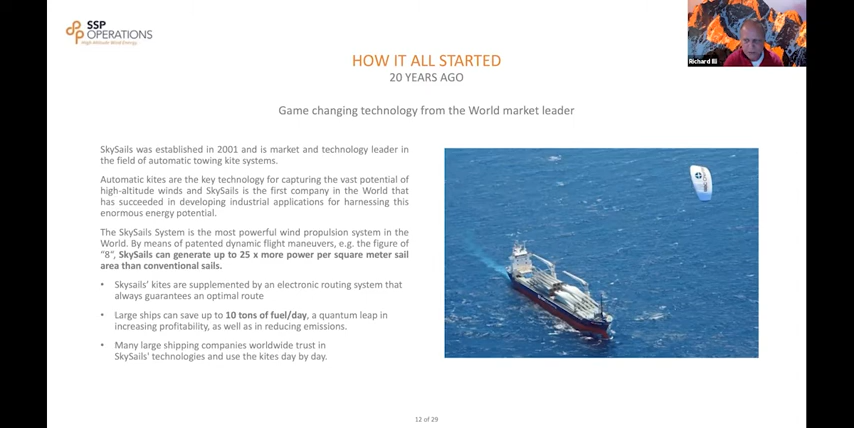 SSP
OPERATIONS
High Altitude Wind Energy
Richard Illi
HOW IT ALL STARTED
20 YEARS AGO
Game changing technology from the World market leader
SkySails was established in 2001 and is market and technology leader in
the field of automatic towing kite systems.
Automatic kites are the key technology for capturing the vast potential of
high-altitude winds and SkySails is the first company in the World that
has succeeded in developing industrial applications for harnessing this
enormous energy potential.
The SkySails System is the most powerful wind propulsion system in the
World. By means of patented dynamic flight maneuvers, e.g. the figure of
"8", SkySails can generate up to 25 x more power per square meter sail
area than conventional sails.
• Skysails' kites are supplemented by an electronic routing system that
always guarantees an optimal route
• Large ships can save up to 10 tons of fuel/day, a quantum leap in
increasing profitability, as well as in reducing emissions.
• Many large shipping companies worldwide trust in
SkySails' technologies and use the kites day by day.
12 of 29